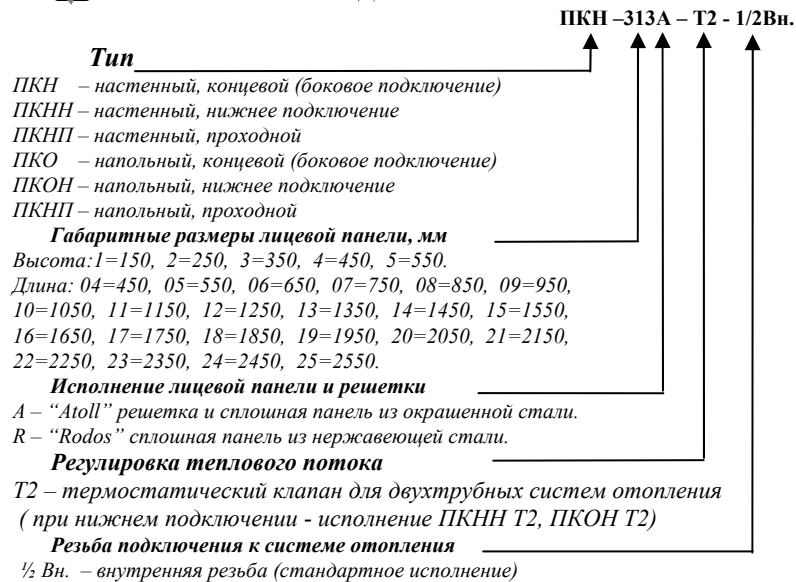 ПКН –313А – Т2 - 1/2Вн.
Тип
ПКН – настенный, концевой (боковое подключение)
ПКНН – настенный, нижнее подключение
ПКНП – настенный, проходной
ПКО – напольный, концевой (боковое подключение)
ПКОН – напольный, нижнее подключение
ПКНП – напольный, проходной
Габаритные размеры лицевой панели, мм
Высота:1=150, 2=250, 3=350, 4=450, 5=550.
Длина: 04=450, 05=550, 06=650, 07=750, 08=850, 09=950,
10=1050, 11=1150, 12=1250, 13=1350, 14=1450, 15=1550,
16=1650, 17=1750, 18=1850, 19=1950, 20=2050, 21=2150,
22=2250, 23=2350, 24=2450, 25=2550.
Исполнение лицевой панели и решетки
A – “Atoll” решетка и сплошная панель из окрашенной стали.
R – “Rodos” сплошная панель из нержавеющей стали.
Регулировка теплового потока
Т2 – термостатический клапан для двухтрубных систем отопления
( при нижнем подключении - исполнение ПКНН Т2, ПКОН Т2)
Резьба подключения к системе отопления
½ Вн. – внутренняя резьба (стандартное исполнение)